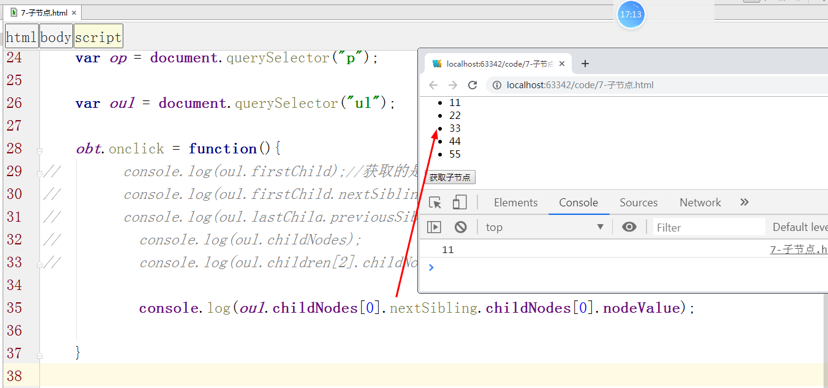 7-子节点.html
17:13
html body script
24 var op = document.querySelector("p");
25
26 var oul = document.querySelector("ul");
27
28 obt.onclick = function(){
29 // console.log(oul.firstChild);//获取的是
30 // console.log(oul.firstChild.nextSiblin
31 // console.log(oul.lastChild.previousSib
32 // console.log(oul.childNodes);
33 // console.log(oul.children[2].childNo
34
35 console.log(oul.childNodes[0].nextSibling.childNodes[0].nodeValue);
36
37 }
38
localhost:63342/code/7-子节点
localhost:63342/code/7-子节点.html
11
22
33
44
55
获取子节点
Elements Console Sources Network
top Filter Default leve
11 7-子节点.h